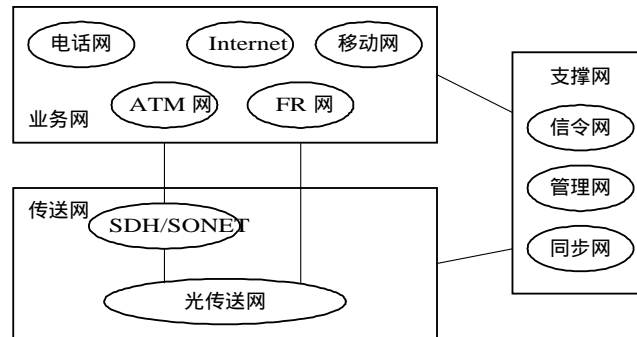 电话网
Internet
移动网
ATM 网
FR 网
业务网
传送网
SDH/SONET
光传送网
支撑网
信令网
管理网
同步网